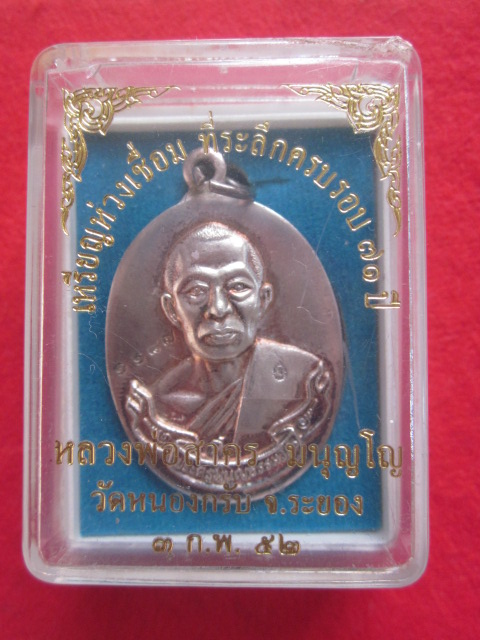 เหรียญห่วงเชื่อม ที่ระลึกครบรอบ ๗๑ ปี
หลวงพ่อสาคร มนุญโญ
วัดหนองกรับ จ.ระยอง
๓ ก.พ. ๕๒